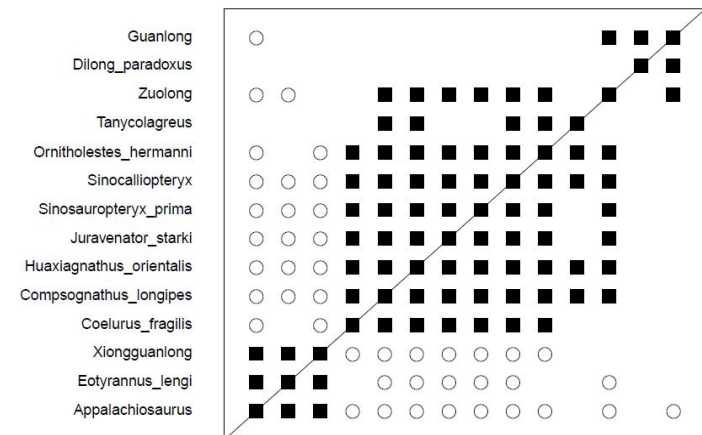 Guanlong
Dilong_paradoxus
Zuolong
Tanycolagreus
Ornitholestes_hermanni
Sinocalliopteryx
Sinosauropteryx_prima
Juravenator_starki
Huaxiagnathus_orientalis
Compsognathus_longipes
Coelurus_fragilis
Xiongguanlong
Eotyrannus_lengi
Appalachiosaurus